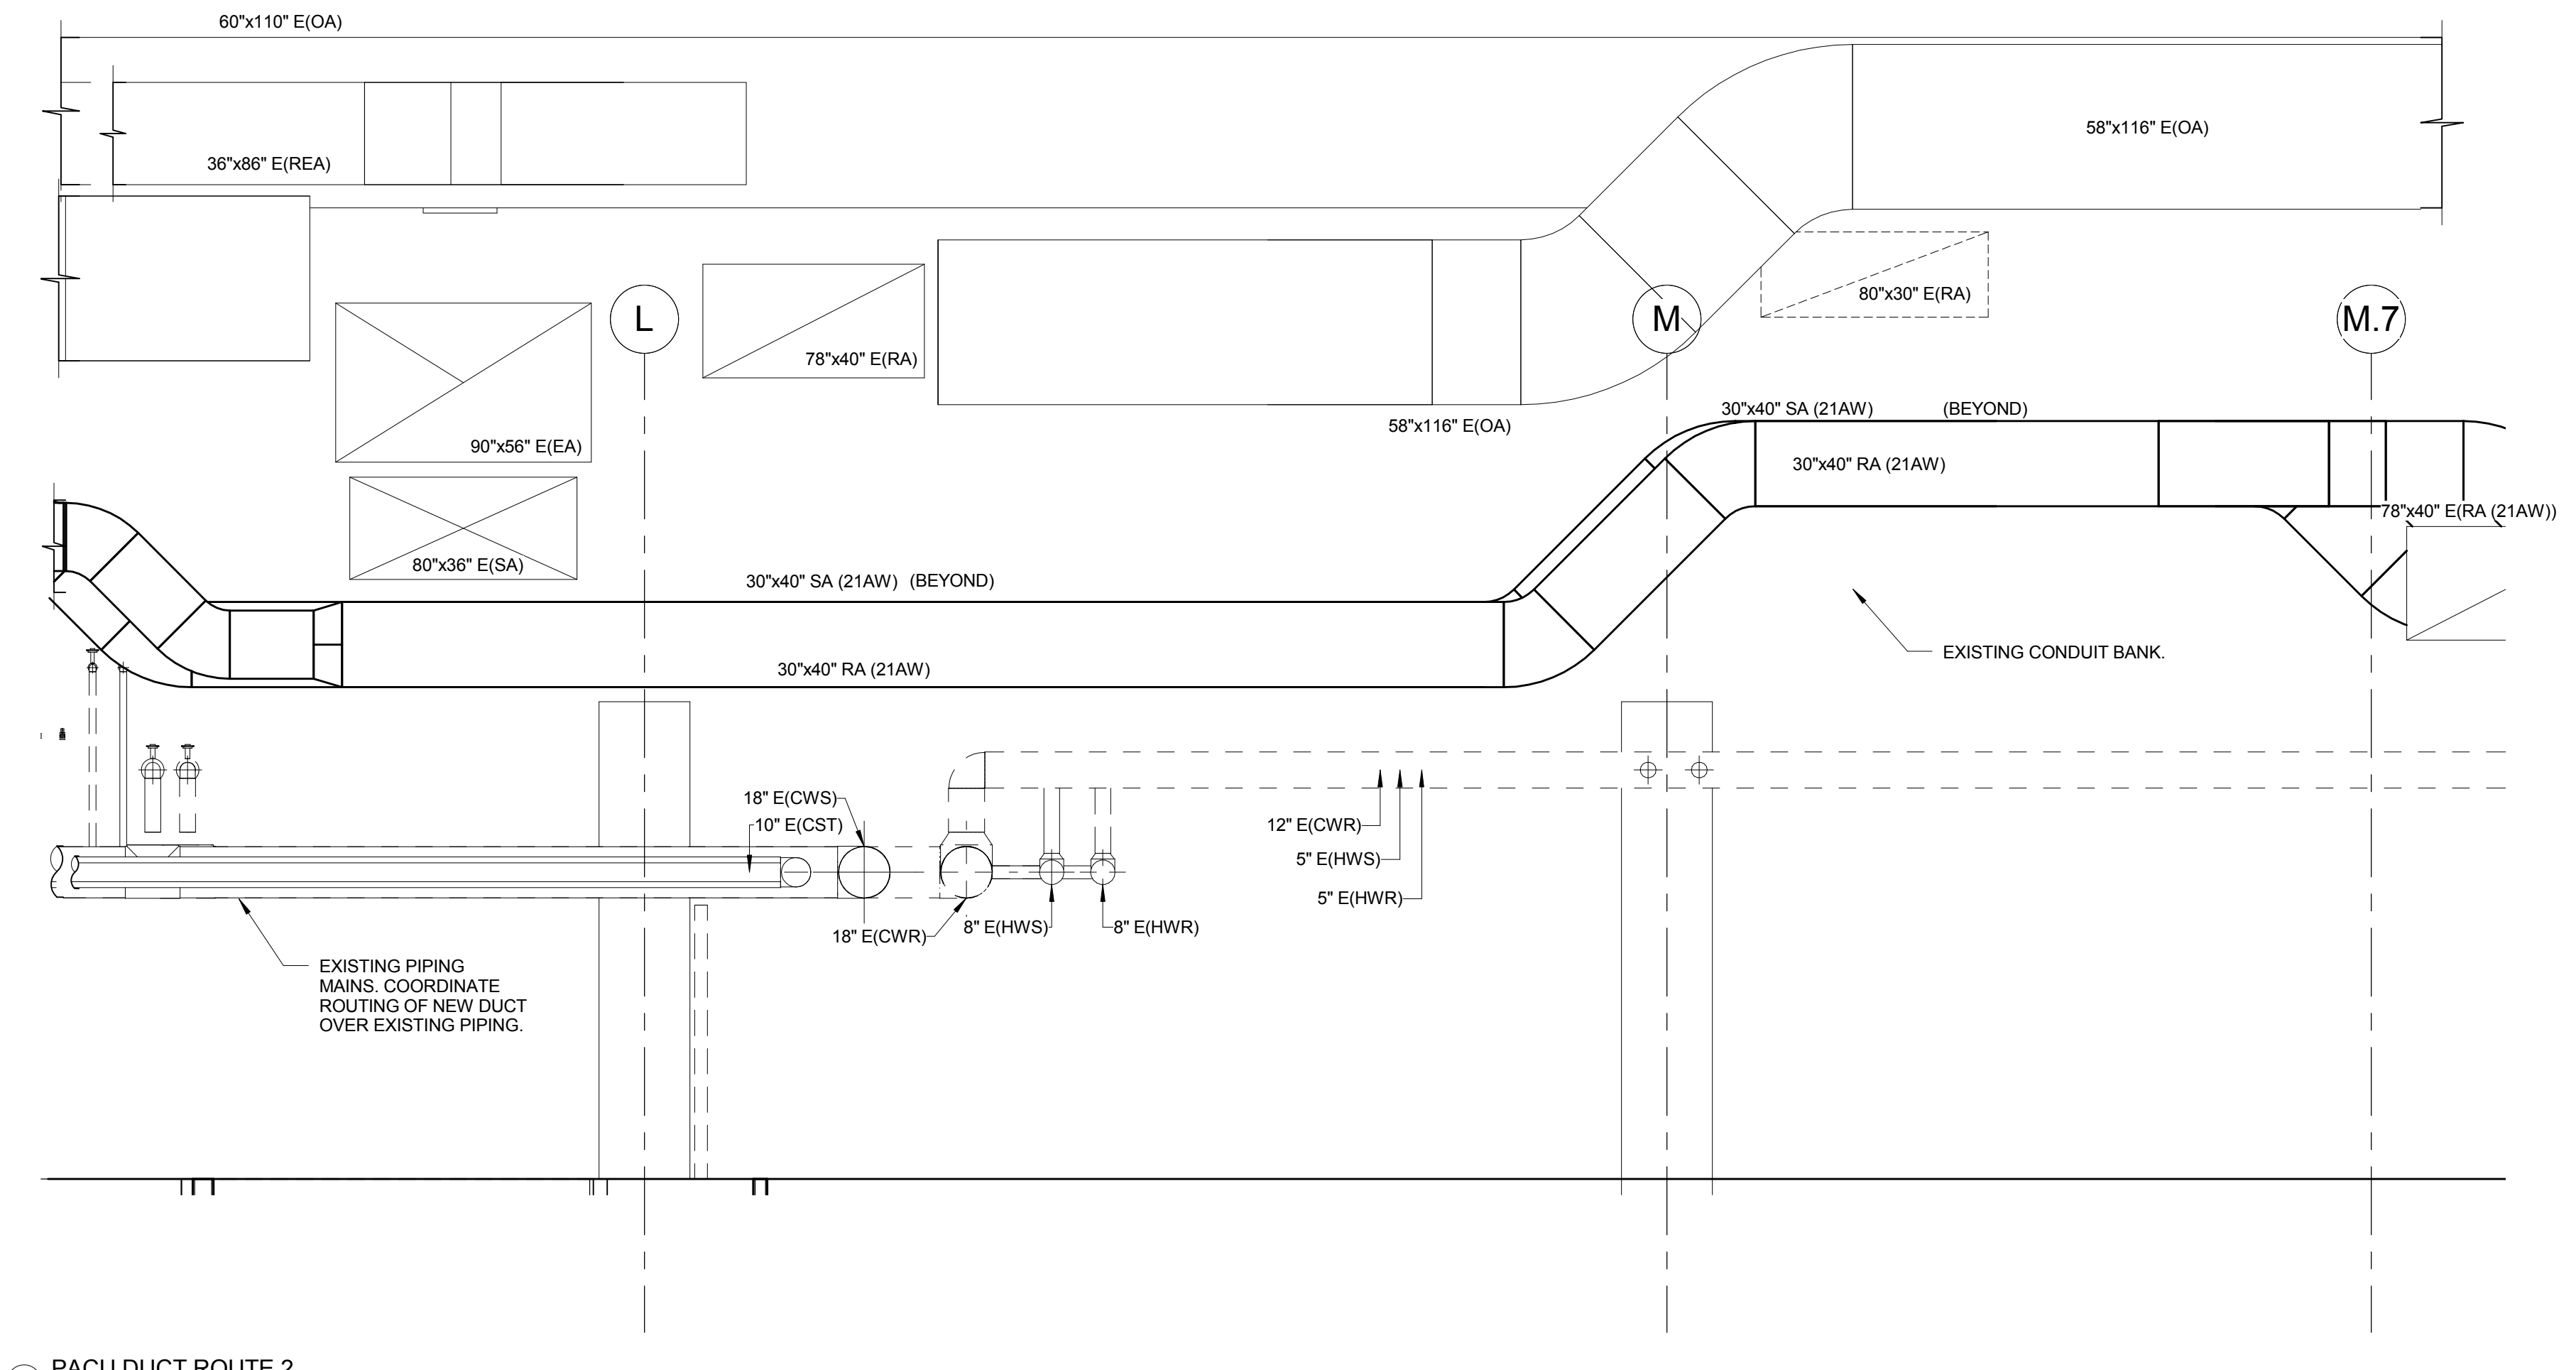 60"x110" E(OA)
58"x116" E(OA)
36"x86" E(REA)
80"x30" E(RA)
L
M
M.7
78"x40" E(RA)
30"x40" SA (21AW) (BEYOND)
58"x116" E(OA)
90"x56" E(EA)
30"x40" RA (21AW)
78"x40" E(RA (21AW))
80"x36" E(SA)
30"x40" SA (21AW) (BEYOND)
EXISTING CONDUIT BANK.
30"x40" RA (21AW)
18" E(CWS)
10" E(CST)
12" E(CWR)
5" E(HWS)
5" E(HWR)
8" E(HWS)
8" E(HWR)
18" E(CWR)
EXISTING PIPING
MAINS. COORDINATE
ROUTING OF NEW DUCT
OVER EXISTING PIPING.
PACU DUCT ROUTE 2